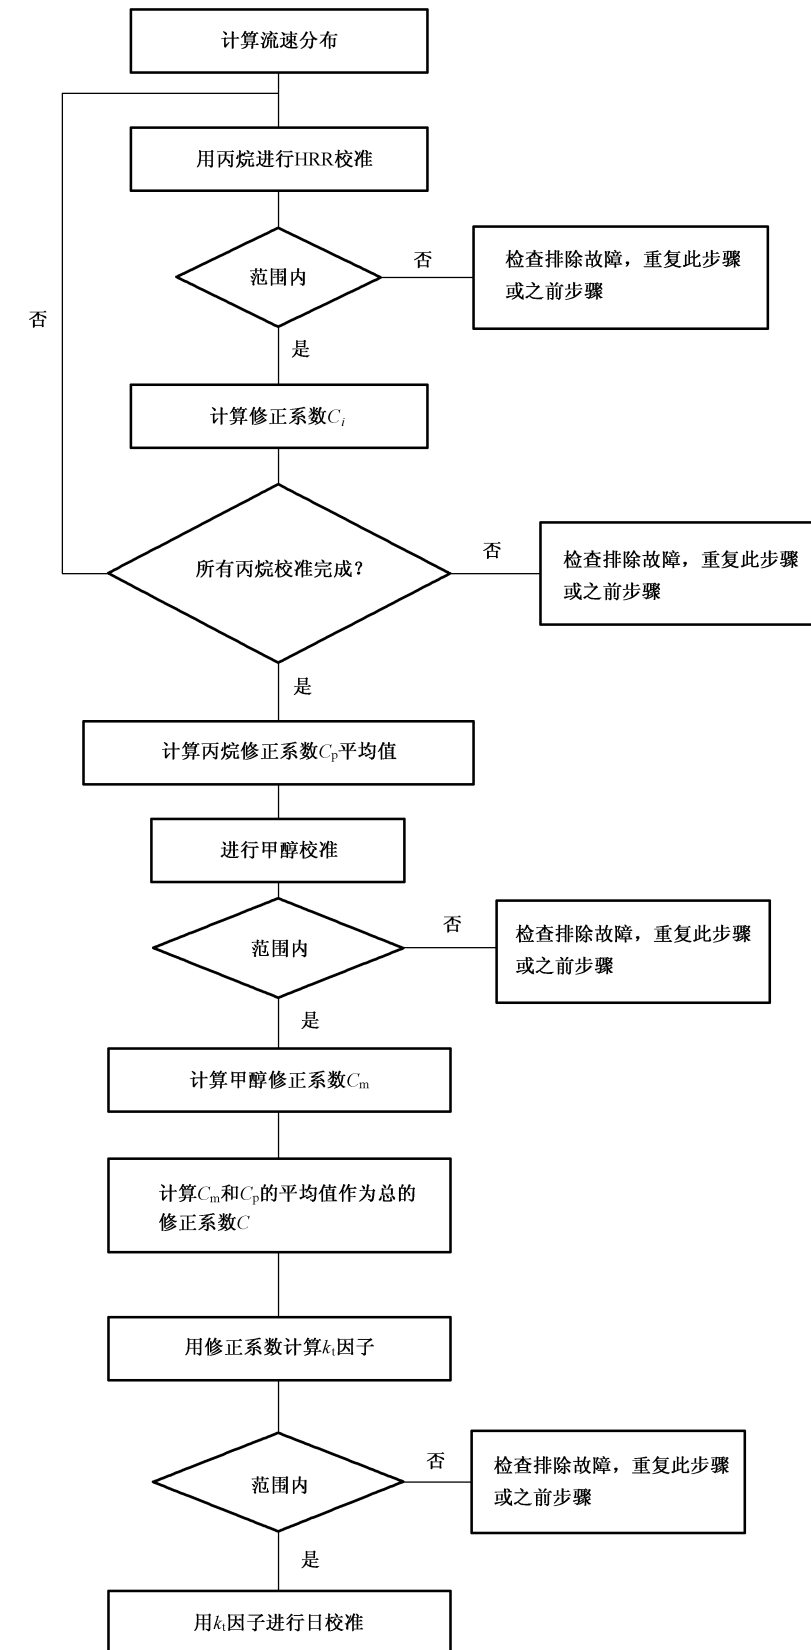 计算流速分布
用丙烷进行HRR校准
范围内
否
检查排除故障，重复此步骤
或之前步骤
否
是
计算修正系数Ci
所有丙烷校准完成？
否
检查排除故障，重复此步骤
或之前步骤
是
计算丙烷修正系数Cp平均值
进行甲醇校准
范围内
否
检查排除故障，重复此步骤
或之前步骤
是
计算甲醇修正系数Cm
计算Cm和Cp的平均值作为总的
修正系数C
用修正系数计算kt因子
范围内
否
检查排除故障，重复此步骤
或之前步骤
是
用kt因子进行日校准